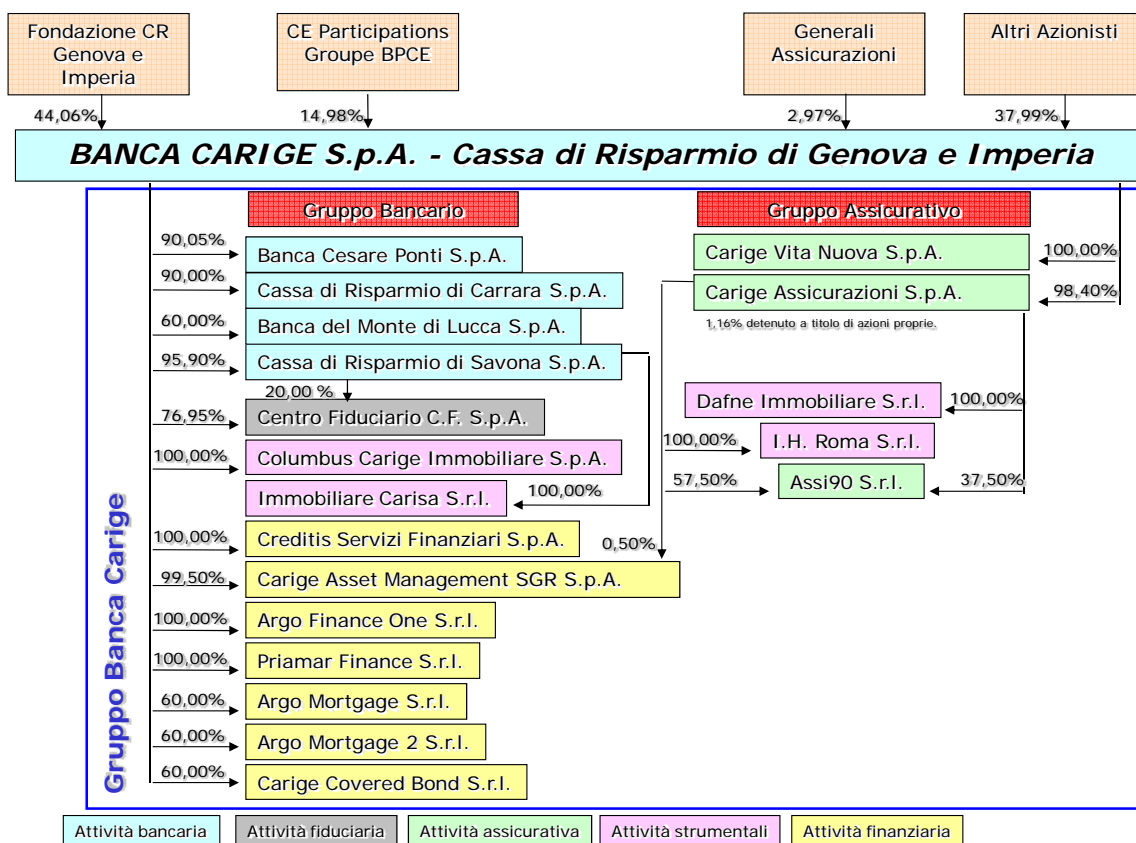 Fondazione CR
Genova e
Imperia
CE Participations
Groupe BPCE
Generali
Assicurazioni
Altri Azionisti
44,06%
14,98%
2,97%
37,99%
BANCA CARIGE S.p.A. - Cassa di Risparmio di Genova e Imperia
Gruppo Banca Carige
Gruppo Bancario
90,05%
Banca Cesare Ponti S.p.A.
90,00%
Cassa di Risparmio di Carrara S.p.A.
60,00%
Banca del Monte di Lucca S.p.A.
95,90%
Cassa di Risparmio di Savona S.p.A.
20,00 %
76,95%
Centro Fiduciario C.F. S.p.A.
100,00%
Columbus Carige Immobiliare S.p.A.
Immobiliare Carisa S.r.l.
100,00%
100,00%
Creditis Servizi Finanziari S.p.A.
0,50%
99,50%
Carige Asset Management SGR S.p.A.
100,00%
Argo Finance One S.r.l.
100,00%
Priamar Finance S.r.l.
60,00%
Argo Mortgage S.r.l.
60,00%
Argo Mortgage 2 S.r.l.
60,00%
Carige Covered Bond S.r.l.
Gruppo Assicurativo
Carige Vita Nuova S.p.A.
100,00%
Carige Assicurazioni S.p.A.
98,40%
1,16% detenuto a titolo di azioni proprie.
Dafne Immobiliare S.r.l.
100,00%
100,00%
I.H. Roma S.r.l.
57,50%
Assi90 S.r.l.
37,50%
Attività bancaria
Attività fiduciaria
Attività assicurativa
Attività strumentali
Attività finanziaria